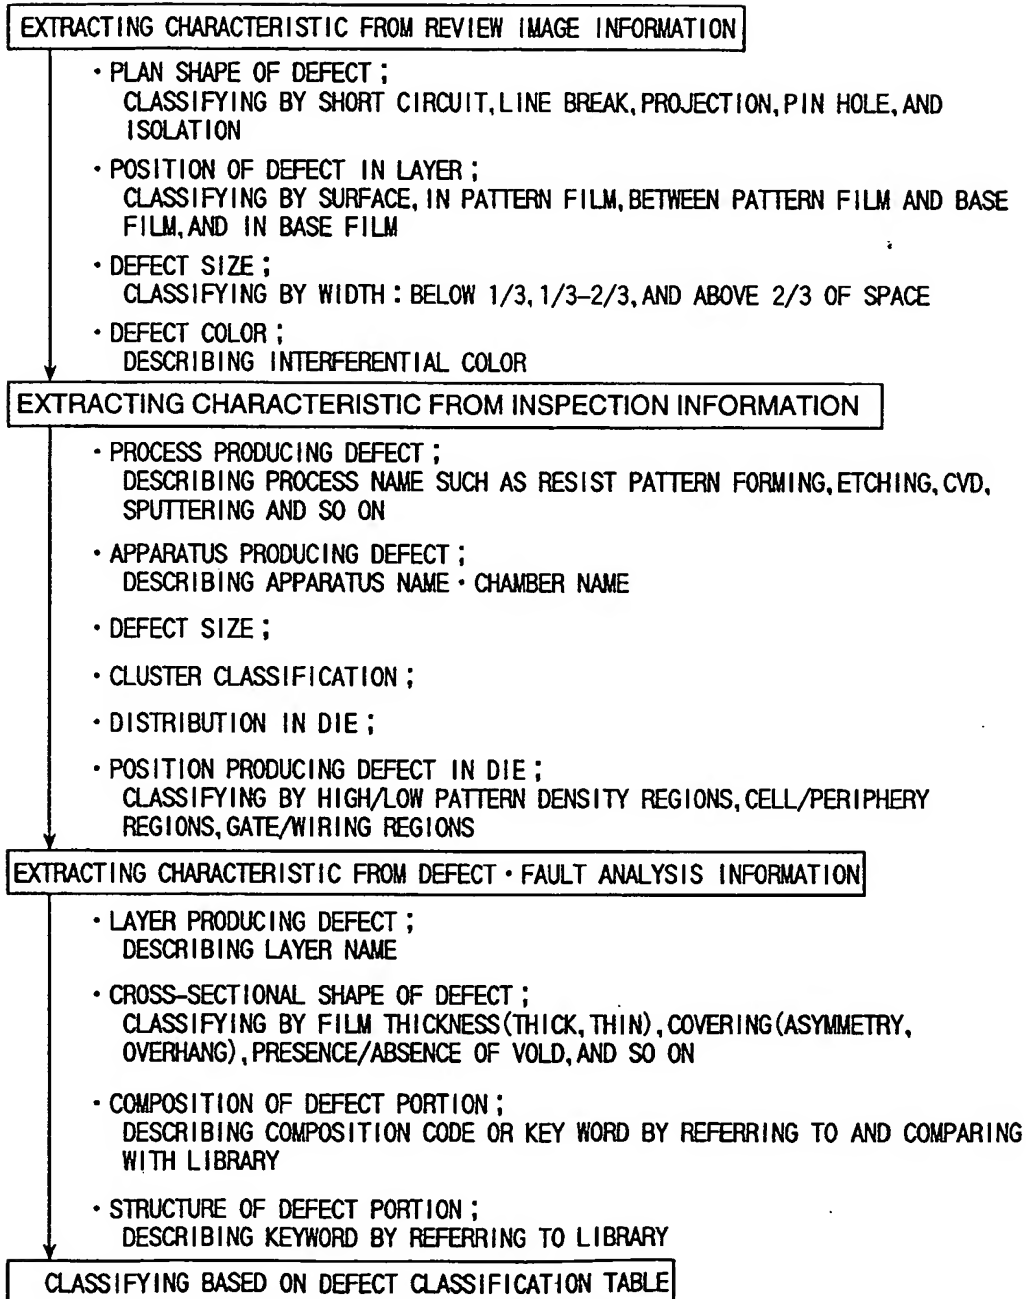 EXTRACTING CHARACTERISTIC FROM REVIEW IMAGE INFORMATION
・PLAN SHAPE OF DEFECT ;
CLASSIFYING BY SHORT CIRCUIT, LINE BREAK, PROJECTION, PIN HOLE, AND
ISOLATION
・POSITION OF DEFECT IN LAYER ;
CLASSIFYING BY SURFACE, IN PATTERN FILM, BETWEEN PATTERN FILM AND BASE
FILM, AND IN BASE FILM
・DEFECT SIZE ;
CLASSIFYING BY WIDTH : BELOW 1/3, 1/3–2/3, AND ABOVE 2/3 OF SPACE
・DEFECT COLOR ;
DESCRIBING INTERFERENTIAL COLOR
EXTRACTING CHARACTERISTIC FROM INSPECTION INFORMATION
・PROCESS PRODUCING DEFECT ;
DESCRIBING PROCESS NAME SUCH AS RESIST PATTERN FORMING, ETCHING, CVD,
SPUTTERING AND SO ON
・APPARATUS PRODUCING DEFECT ;
DESCRIBING APPARATUS NAME・CHAMBER NAME
・DEFECT SIZE ;
・CLUSTER CLASSIFICATION ;
・DISTRIBUTION IN DIE ;
・POSITION PRODUCING DEFECT IN DIE ;
CLASSIFYING BY HIGH/LOW PATTERN DENSITY REGIONS, CELL/PERIPHERY
REGIONS, GATE/WIRING REGIONS
EXTRACTING CHARACTERISTIC FROM DEFECT・FAULT ANALYSIS INFORMATION
・LAYER PRODUCING DEFECT ;
DESCRIBING LAYER NAME
・CROSS–SECTIONAL SHAPE OF DEFECT ;
CLASSIFYING BY FILM THICKNESS (THICK, THIN), COVERING (ASYMMETRY,
OVERHANG), PRESENCE/ABSENCE OF VOLD, AND SO ON
・COMPOSITION OF DEFECT PORTION ;
DESCRIBING COMPOSITION CODE OR KEY WORD BY REFERRING TO AND COMPARING
WITH LIBRARY
・STRUCTURE OF DEFECT PORTION ;
DESCRIBING KEYWORD BY REFERRING TO LIBRARY
CLASSIFYING BASED ON DEFECT CLASSIFICATION TABLE